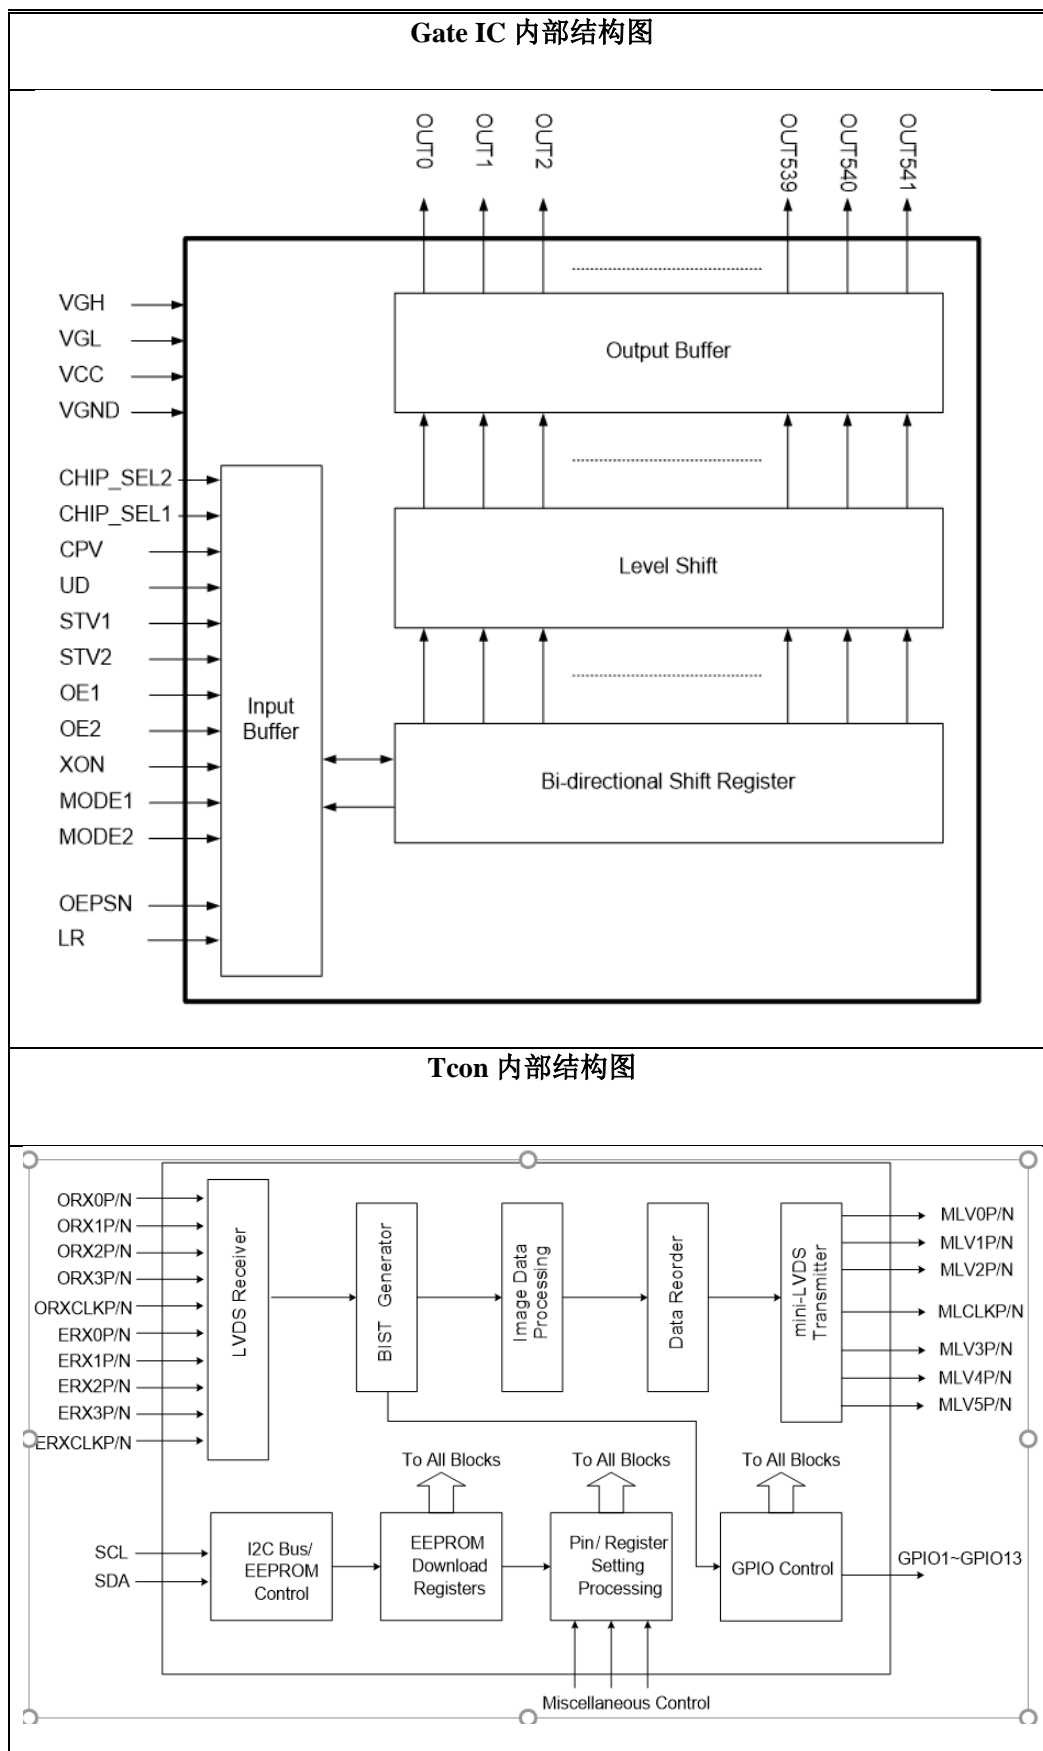 Gate IC 内部结构图
OUT0
OUT1
OUT2
OUT539
OUT540
OUT541
VGH
VGL
VCC
VGND
Output Buffer
CHIP_SEL2
CHIP_SEL1
CPV
UD
STV1
STV2
OE1
OE2
XON
MODE1
MODE2
OEPSN
LR
Level Shift
Input
Buffer
Bi-directional Shift Register
Tcon 内部结构图
ORX0P/N
ORX1P/N
ORX2P/N
ORX3P/N
ORXCLKP/N
ERX0P/N
ERX1P/N
ERX2P/N
ERX3P/N
ERXCLKP/N
LVDS Receiver
BIST Generator
Image Data
Processing
Data Reorder
mini-LVDS
Transmitter
MLV0P/N
MLV1P/N
MLV2P/N
MLCLKP/N
MLV3P/N
MLV4P/N
MLV5P/N
To All Blocks
To All Blocks
To All Blocks
SCL
SDA
I2C Bus/
EEPROM
Control
EEPROM
Download
Registers
Pin/ Register
Setting
Processing
GPIO Control
GPIO1~GPIO13
Miscellaneous Control